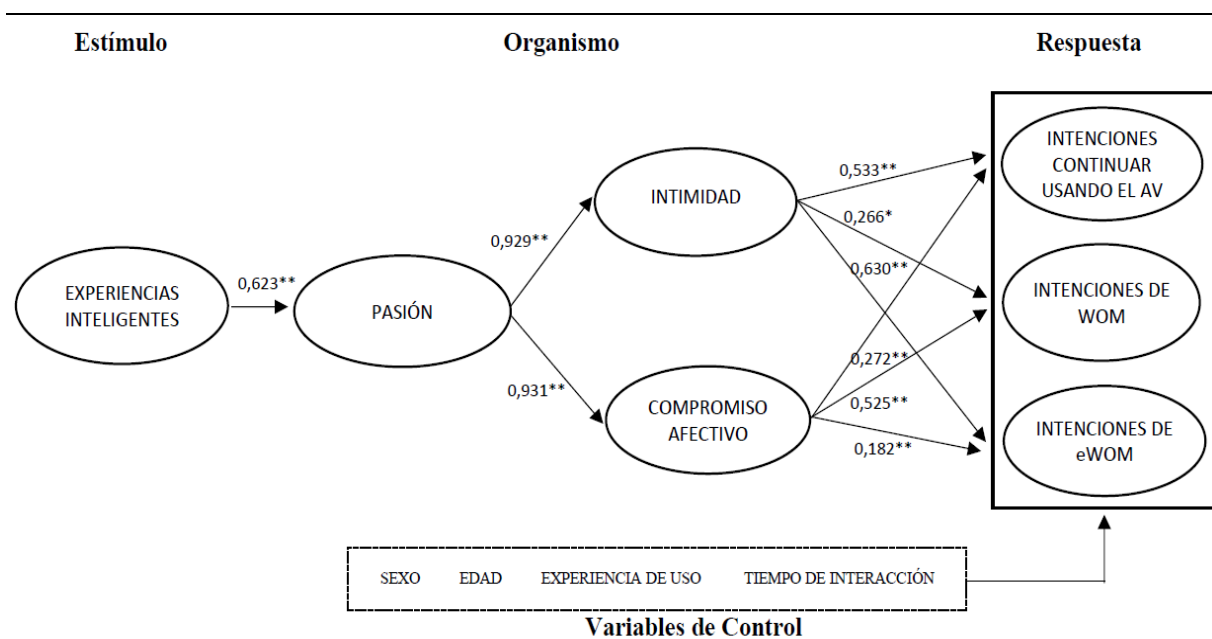 Estímulo
Organismo
Respuesta
EXPERIENCIAS
INTELIGENTES
0,623**
PASIÓN
0,929**
0,931**
INTIMIDAD
COMPROMISO
AFECTIVO
0,533**
0,266*
0,630**
0,272**
0,525**
0,182**
INTENCIONES
CONTINUAR
USANDO EL AV
INTENCIONES DE
WOM
INTENCIONES DE
eWOM
SEXO EDAD EXPERIENCIA DE USO TIEMPO DE INTERACCIÓN
Variables de Control